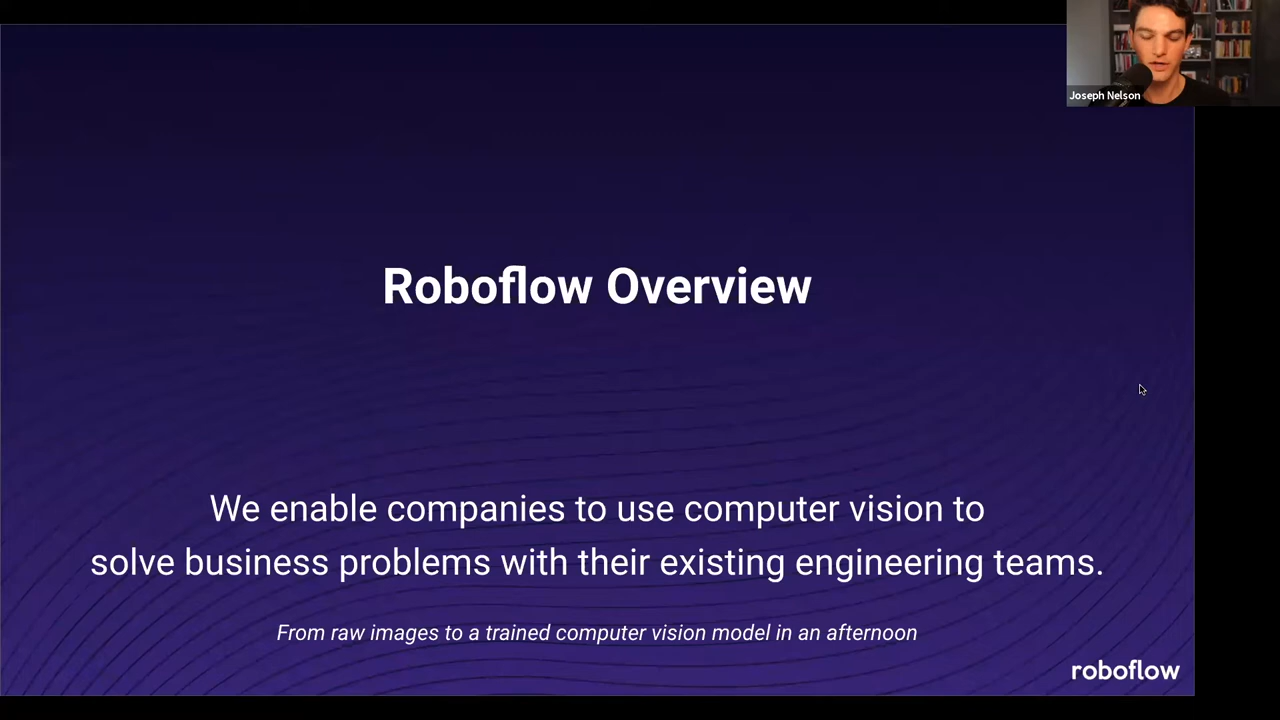 Joseph Nelson
Roboflow Overview
We enable companies to use computer vision to
solve business problems with their existing engineering teams.
From raw images to a trained computer vision model in an afternoon
roboflow